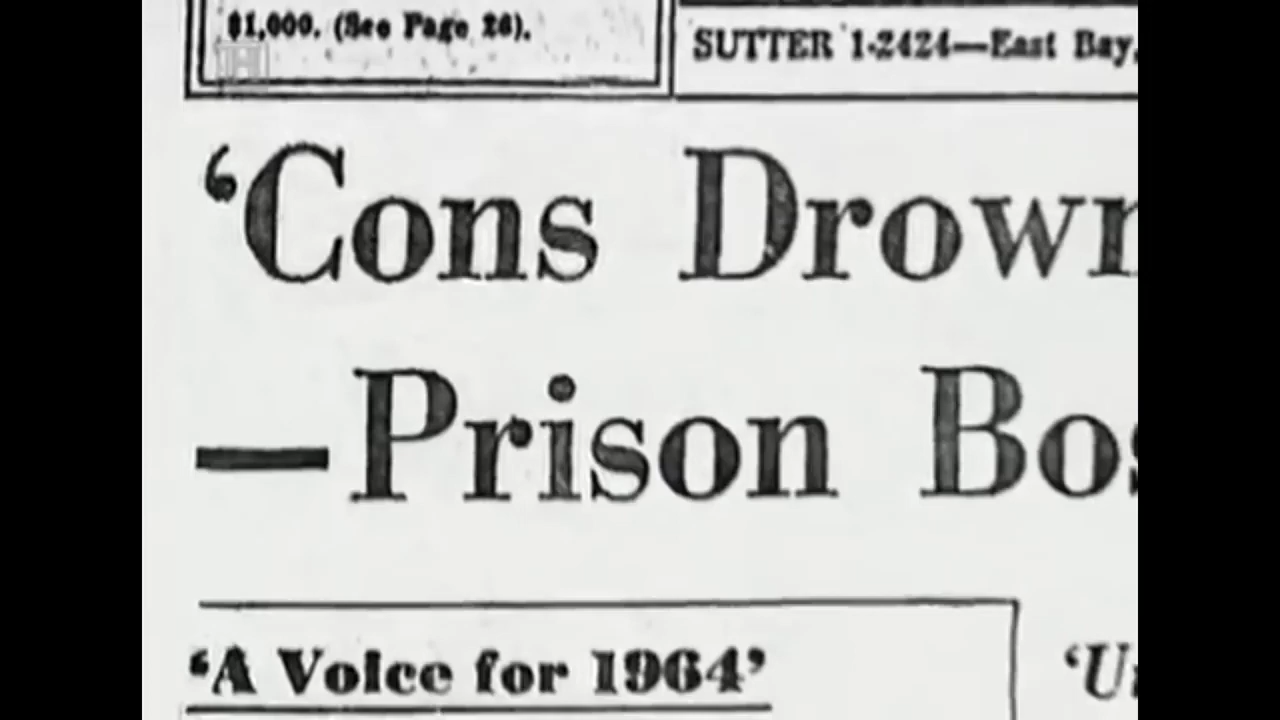 $1,000. (See Page 26).
H
SUTTER 1-2424—East Bay,
‘Cons Drown
—Prison Bos
‘A Voice for 1964’
‘U